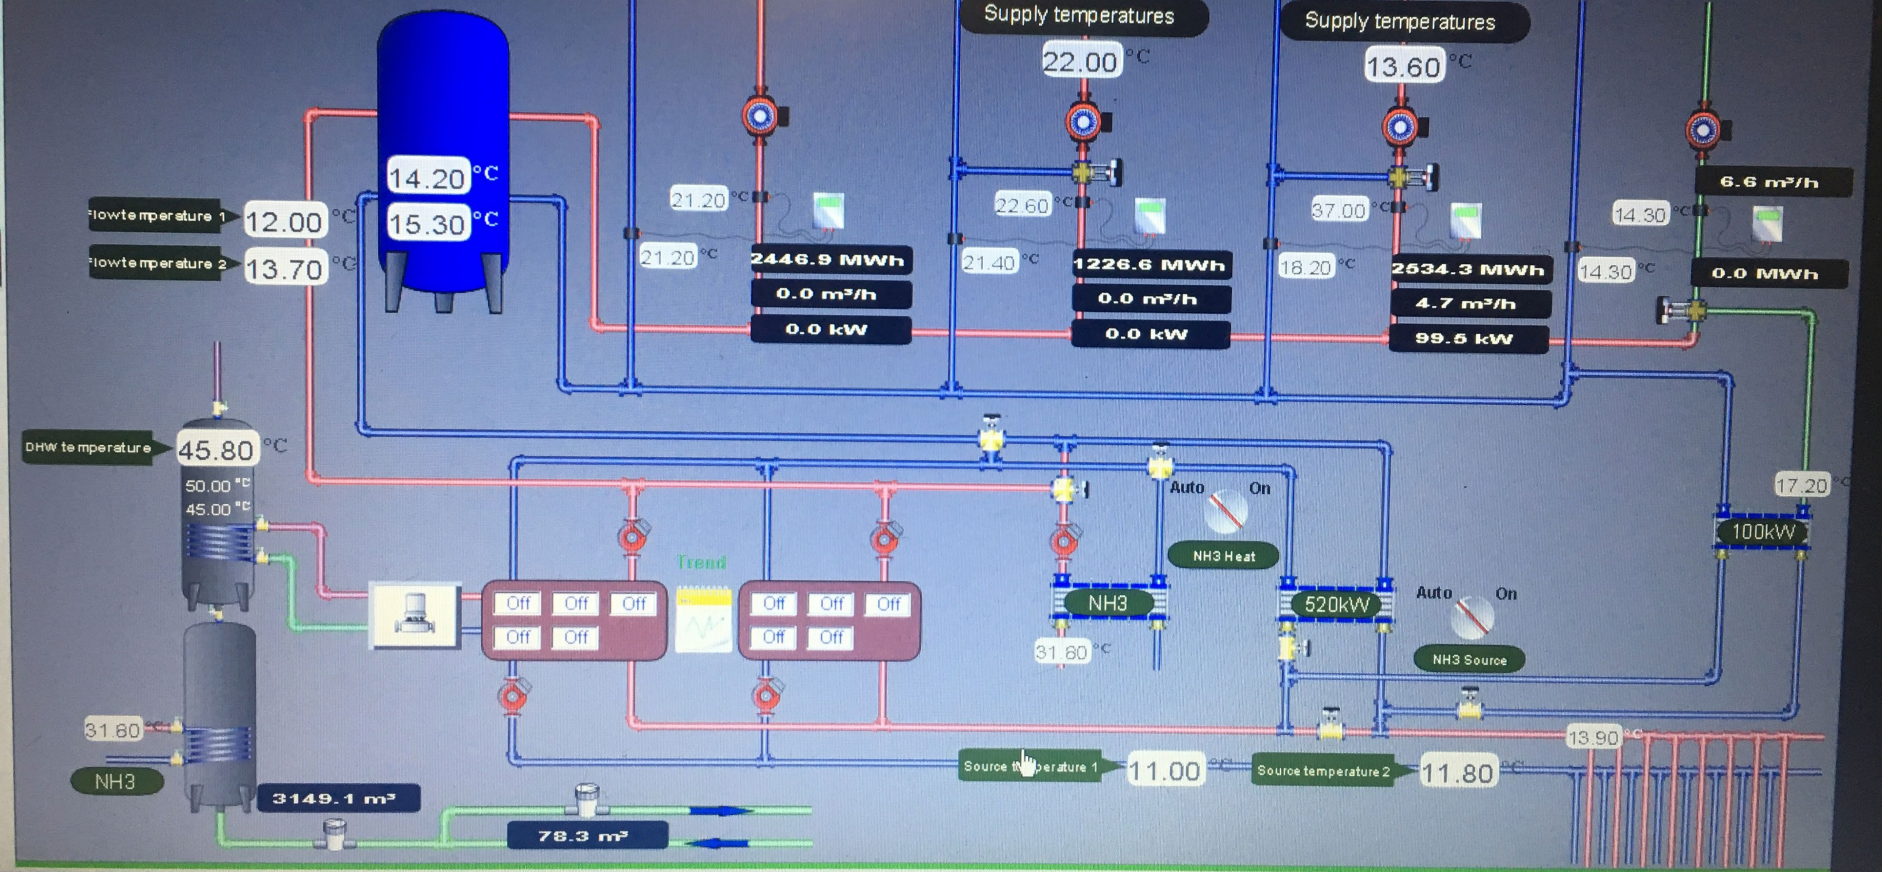 Supply temperatures
Supply temperatures
22.00 °C
13.60 °C
14.20 °C
6.6 m³/h
21.20 °C
22.60 °C
37.00 °C
14.30 °C
Flowtemperature 1
12.00 °C
15.30 °C
Flowtemperature 2
13.70 °C
21.20 °C
2446.9 MWh
21.40 °C
1226.6 MWh
18.20 °C
2534.3 MWh
14.30 °C
0.0 MWh
0.0 m³/h
0.0 m³/h
4.7 m³/h
0.0 kW
0.0 kW
99.5 kW
DHW temperature
45.80 °C
50.00 °C
45.00 °C
Auto On
17.20 °C
100kW
NH3 Heat
Trend
Off Off Off
Off Off
Off Off Off
Off Off
NH3
520kW
Auto On
NH3 Source
31.80 °C
31.80 °C
13.90 °C
NH3
Source temperature 1
11.00 °C
Source temperature 2
11.80 °C
3149.1 m³
78.3 m³